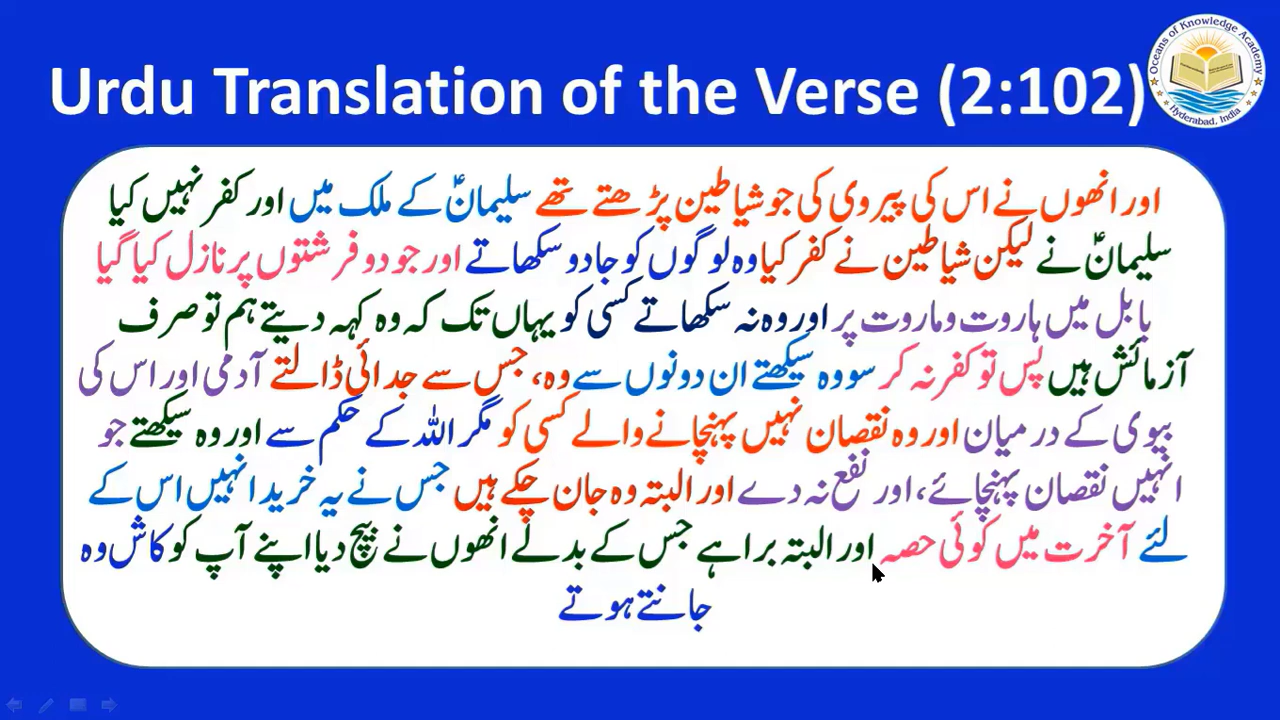 Urdu Translation of the Verse (2:102)
Oceans of Knowledge Academy
Hyderabad, India
اور انھوں نے اس کی پیروی کی جو شیاطین پڑھتے تھے سلیمانؑ کے ملک میں اور کفر نہیں کیا
سلیمانؑ نے لیکن شیاطین نے کفر کیا وہ لوگوں کو جادو سکھاتے اور جو دو فرشتوں پر نازل کیا گیا
بابل میں ہاروت وماروت پر اور وہ نہ سکھاتے کسی کو یہاں تک کہ وہ کہہ دیتے ہم تو صرف
آزمائش ہیں پس تو کفر نہ کر سو وہ سیکھتے ان دونوں سے وہ، جس سے جدائی ڈالتے آدمی اور اس کی
بیوی کے درمیان اور وہ نقصان نہیں پہنچانے والے کسی کو مگر اللہ کے حکم سے اور وہ سیکھتے جو
انہیں نقصان پہنچائے، اور نفع نہ دے اور البتہ وہ جان چکے ہیں جس نے یہ خریدا نہیں اس کے
لئے آخرت میں کوئی حصہ اور البتہ برا ہے جس کے بدلے انھوں نے بیچ دیا اپنے آپ کو کاش وہ
جانتے ہوتے